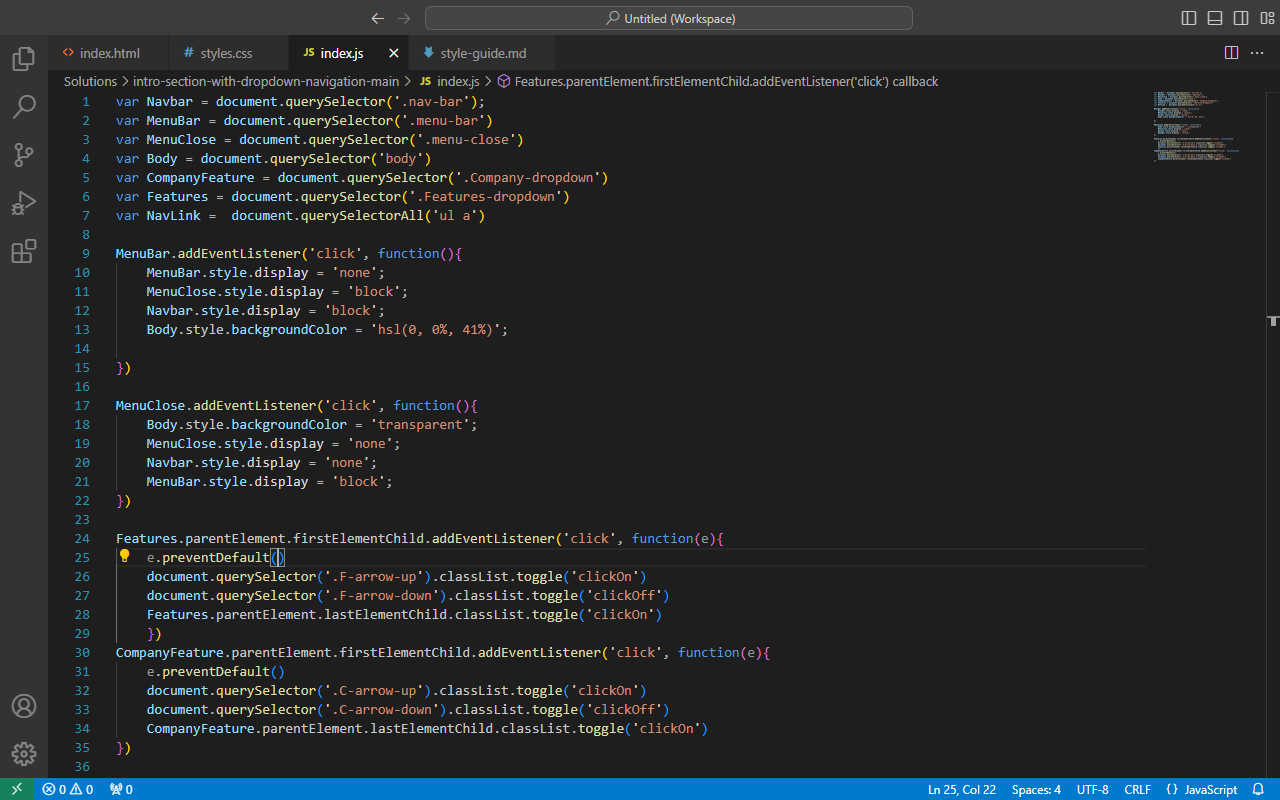 Untitled (Workspace)
index.html
styles.css
JS index.js
style-guide.md
Solutions > intro-section-with-dropdown-navigation-main > JS index.js > Features.parentElement.firstElementChild.addEventListener('click') callback
1 var Navbar = document.querySelector('.nav-bar');
2 var MenuBar = document.querySelector('.menu-bar')
3 var MenuClose = document.querySelector('.menu-close')
4 var Body = document.querySelector('body')
5 var CompanyFeature = document.querySelector('.Company-dropdown')
6 var Features = document.querySelector('.Features-dropdown')
7 var NavLink =  document.querySelectorAll('ul a')
8
9 MenuBar.addEventListener('click', function(){
10     MenuBar.style.display = 'none';
11     MenuClose.style.display = 'block';
12     Navbar.style.display = 'block';
13     Body.style.backgroundColor = 'hsl(0, 0%, 41%)';
14
15 })
16
17 MenuClose.addEventListener('click', function(){
18     Body.style.backgroundColor = 'transparent';
19     MenuClose.style.display = 'none';
20     Navbar.style.display = 'none';
21     MenuBar.style.display = 'block';
22 })
23
24 Features.parentElement.firstElementChild.addEventListener('click', function(e){
25     e.preventDefault()
26     document.querySelector('.F-arrow-up').classList.toggle('clickOn')
27     document.querySelector('.F-arrow-down').classList.toggle('clickOff')
28     Features.parentElement.lastElementChild.classList.toggle('clickOn')
29     })
30 CompanyFeature.parentElement.firstElementChild.addEventListener('click', function(e){
31     e.preventDefault()
32     document.querySelector('.C-arrow-up').classList.toggle('clickOn')
33     document.querySelector('.C-arrow-down').classList.toggle('clickOff')
34     CompanyFeature.parentElement.lastElementChild.classList.toggle('clickOn')
35 })
36
0 0 0 Ln 25, Col 22 Spaces: 4 UTF-8 CRLF {} JavaScript